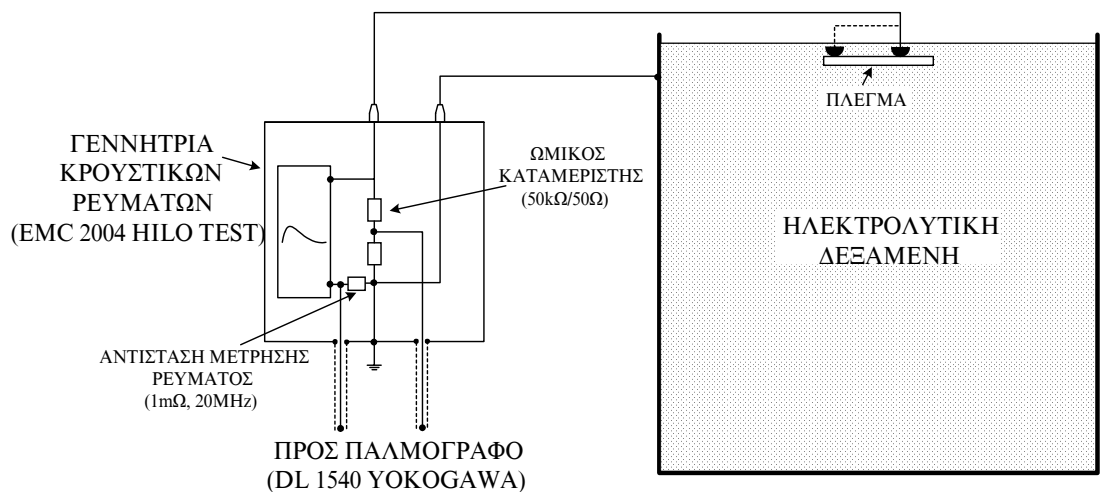 ΓΕΝΝΗΤΡΙΑ
ΚΡΟΥΣΤΙΚΩΝ
ΡΕΥΜΑΤΩΝ
(EMC 2004 HILO TEST)
ΩΜΙΚΟΣ
ΚΑΤΑΜΕΡΙΣΤΗΣ
(50kΩ/50Ω)
ΑΝΤΙΣΤΑΣΗ ΜΕΤΡΗΣΗΣ
ΡΕΥΜΑΤΟΣ
(1mΩ, 20MHz)
ΠΡΟΣ ΠΑΛΜΟΓΡΑΦΟ
(DL 1540 YOKOGAWA)
ΠΛΕΓΜΑ
ΗΛΕΚΤΡΟΛΥΤΙΚΗ
ΔΕΞΑΜΕΝΗ